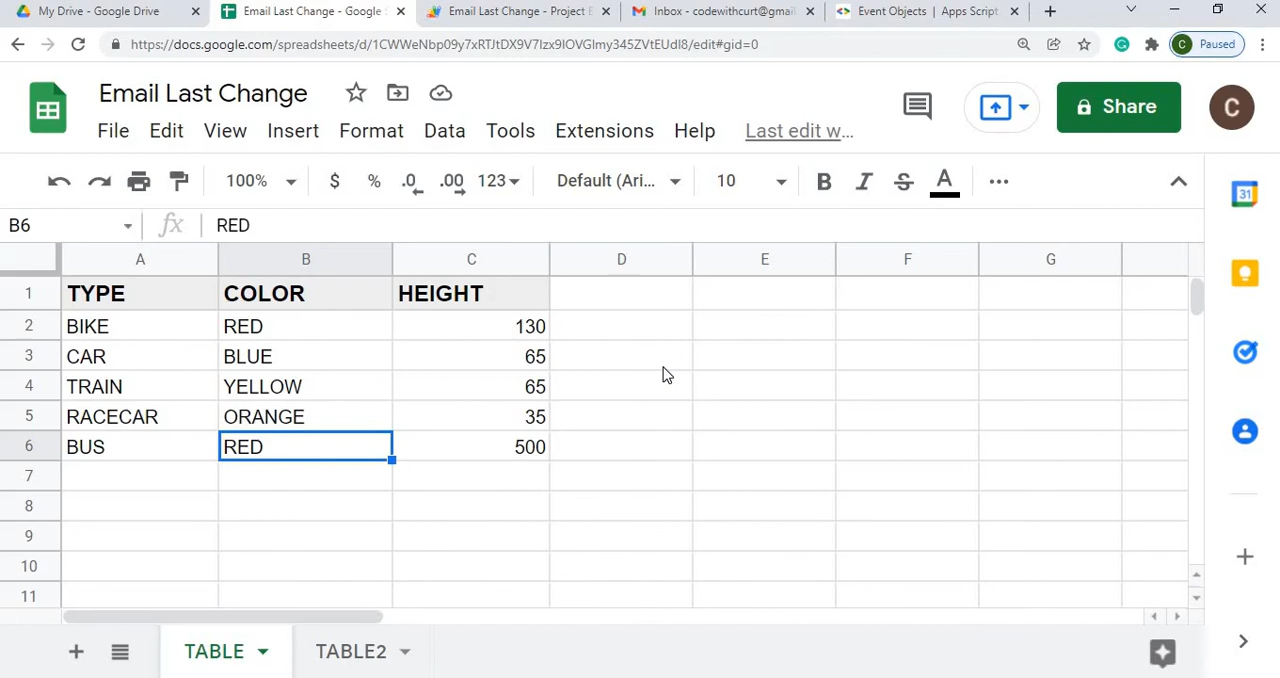 My Drive - Google Drive
Email Last Change - Google S
Email Last Change - Project E
Inbox - codewithcurt@gmail
Event Objects | Apps Script
https://docs.google.com/spreadsheets/d/1CWWeNbp09y7xRTJtDX9V7Izx9IOVGlmy345ZVtEUdI8/edit#gid=0
C Paused
Email Last Change
Share
C
File Edit View Insert Format Data Tools Extensions Help Last edit w...
100% $ % .0 .00 123 Default (Ari... 10 B I S A
31
B6 fx RED
A B C D E F G
1 TYPE COLOR HEIGHT
2 BIKE RED 130
3 CAR BLUE 65
4 TRAIN YELLOW 65
5 RACECAR ORANGE 35
6 BUS RED 500
7
8
9
10
11
TABLE TABLE2